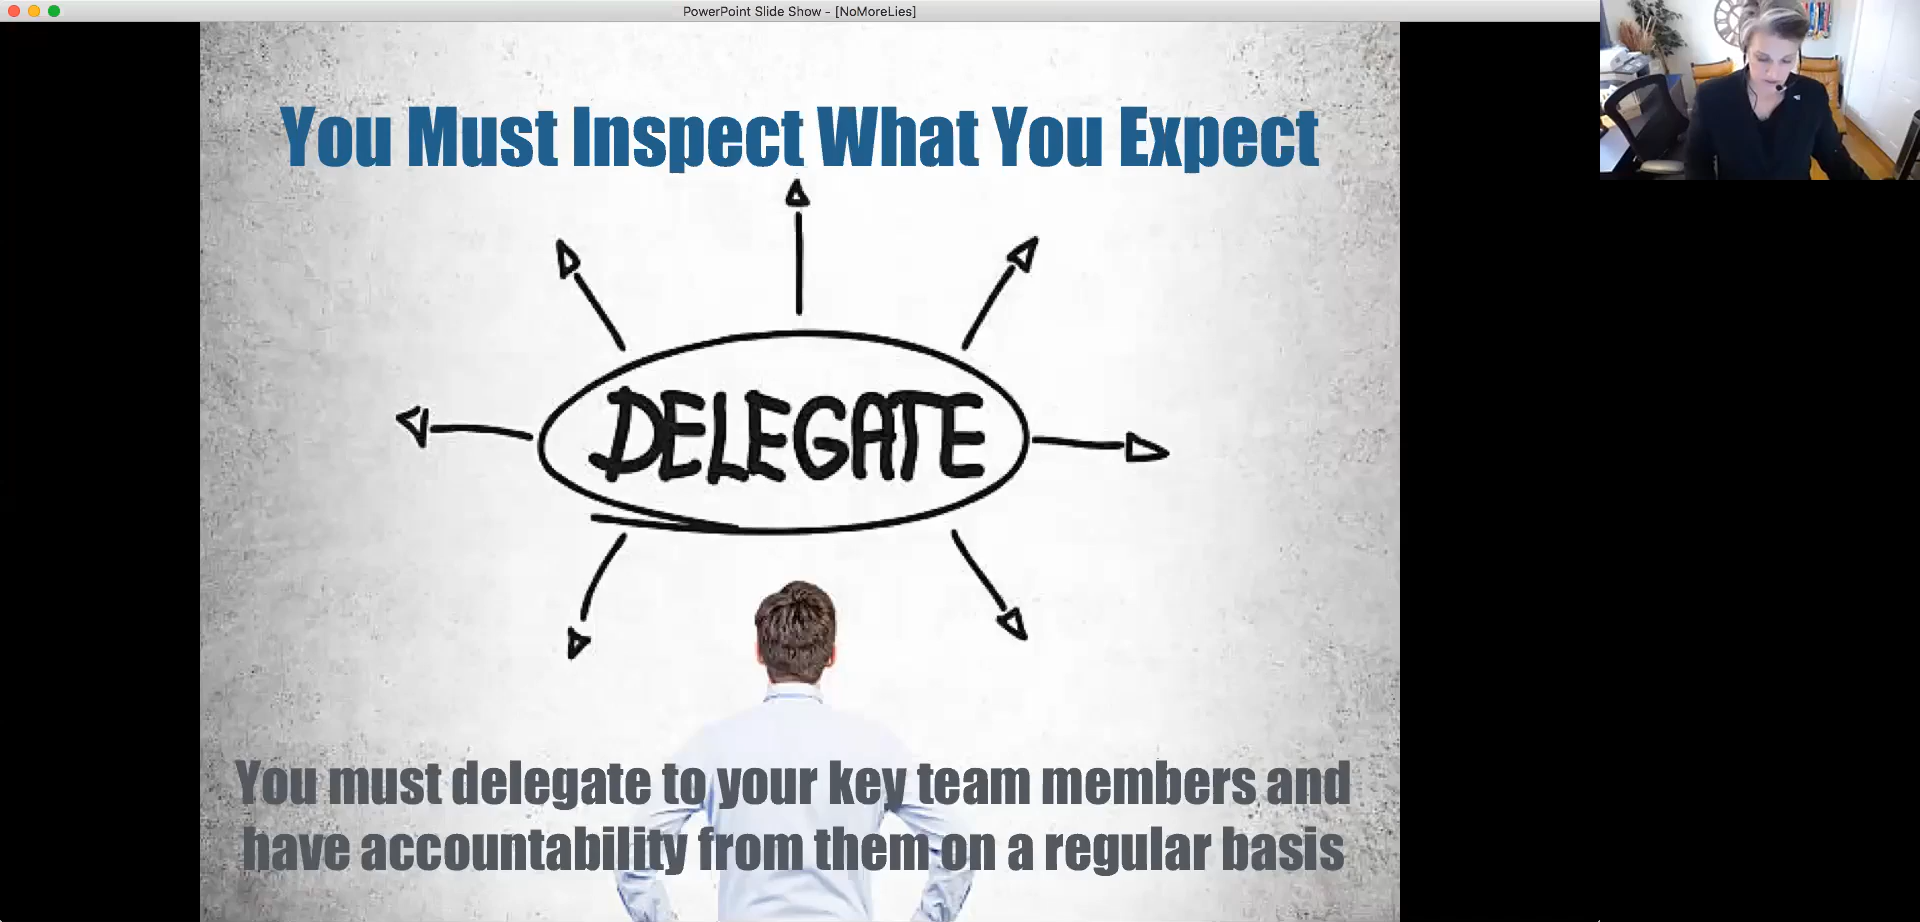 PowerPoint Slide Show - [NoMoreLies]
You Must Inspect What You Expect
DELEGATE
You must delegate to your key team members and
have accountability from them on a regular basis